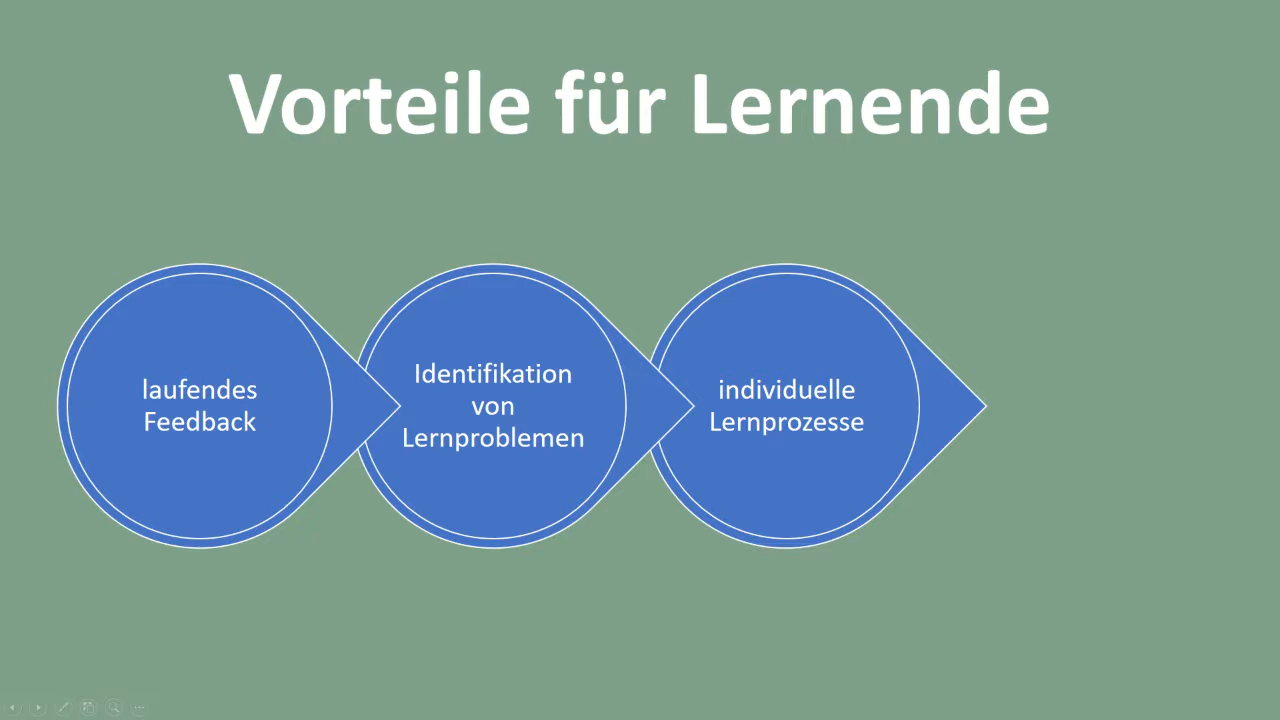 Vorteile für Lernende
laufendes
Feedback
Identifikation
von
Lernproblemen
individuelle
Lernprozesse